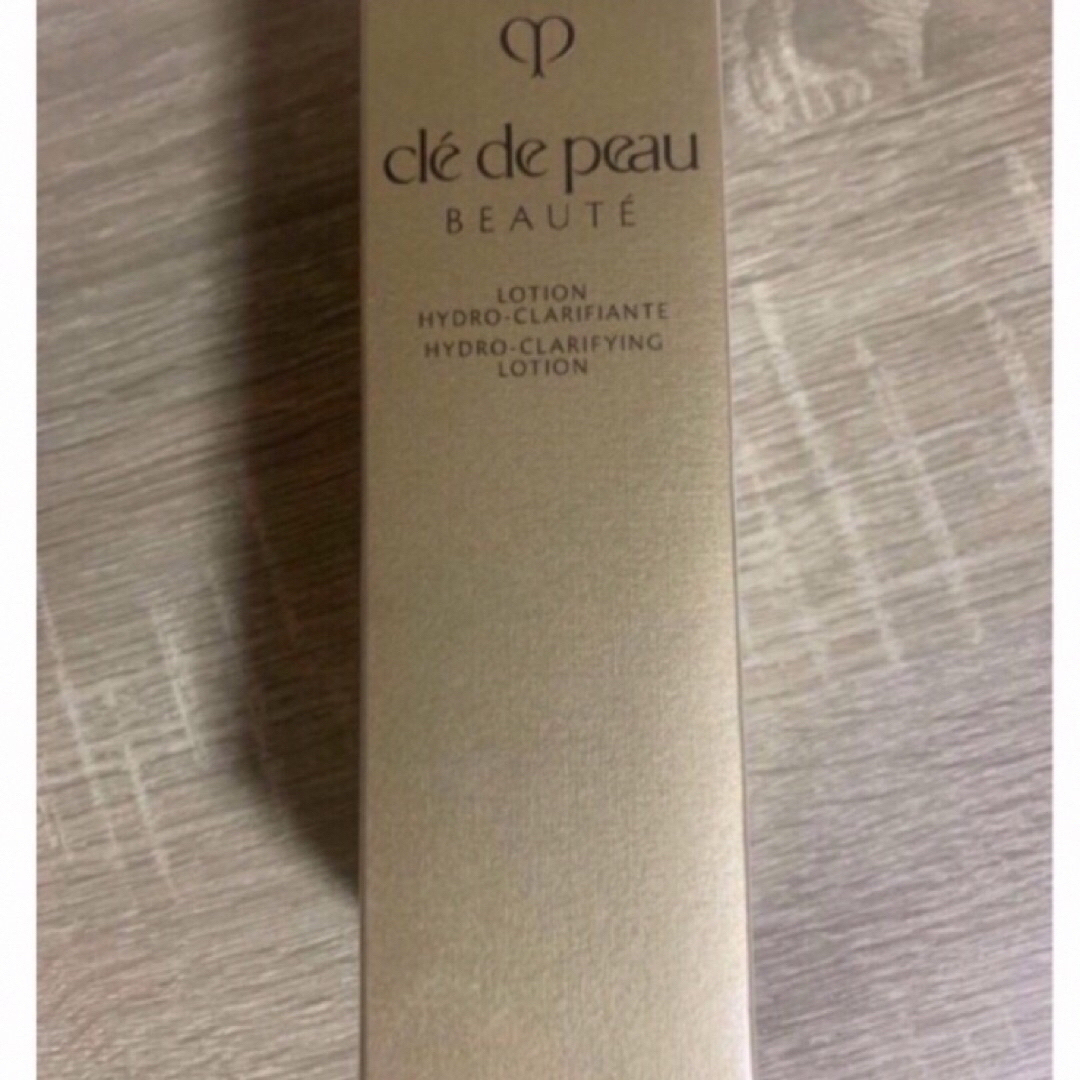 clé de peau
BEAUTÉ
LOTION
HYDRO-CLARIFIANTE
HYDRO-CLARIFYING
LOTION